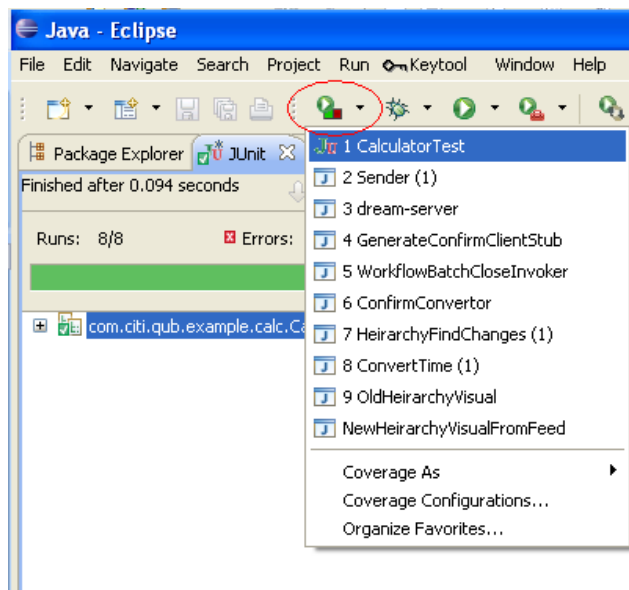 Java - Eclipse
File Edit Navigate Search Project Run Keytool Window Help
Package Explorer JUnit
Finished after 0.094 seconds
Runs: 8/8 Errors:
com.citi.qub.example.calc.Ca
1 CalculatorTest
2 Sender (1)
3 dream-server
4 GenerateConfirmClientStub
5 WorkflowBatchCloseInvoker
6 ConfirmConvertor
7 HeirarchyFindChanges (1)
8 ConvertTime (1)
9 OldHeirarchyVisual
NewHeirarchyVisualFromFeed
Coverage As
Coverage Configurations...
Organize Favorites...